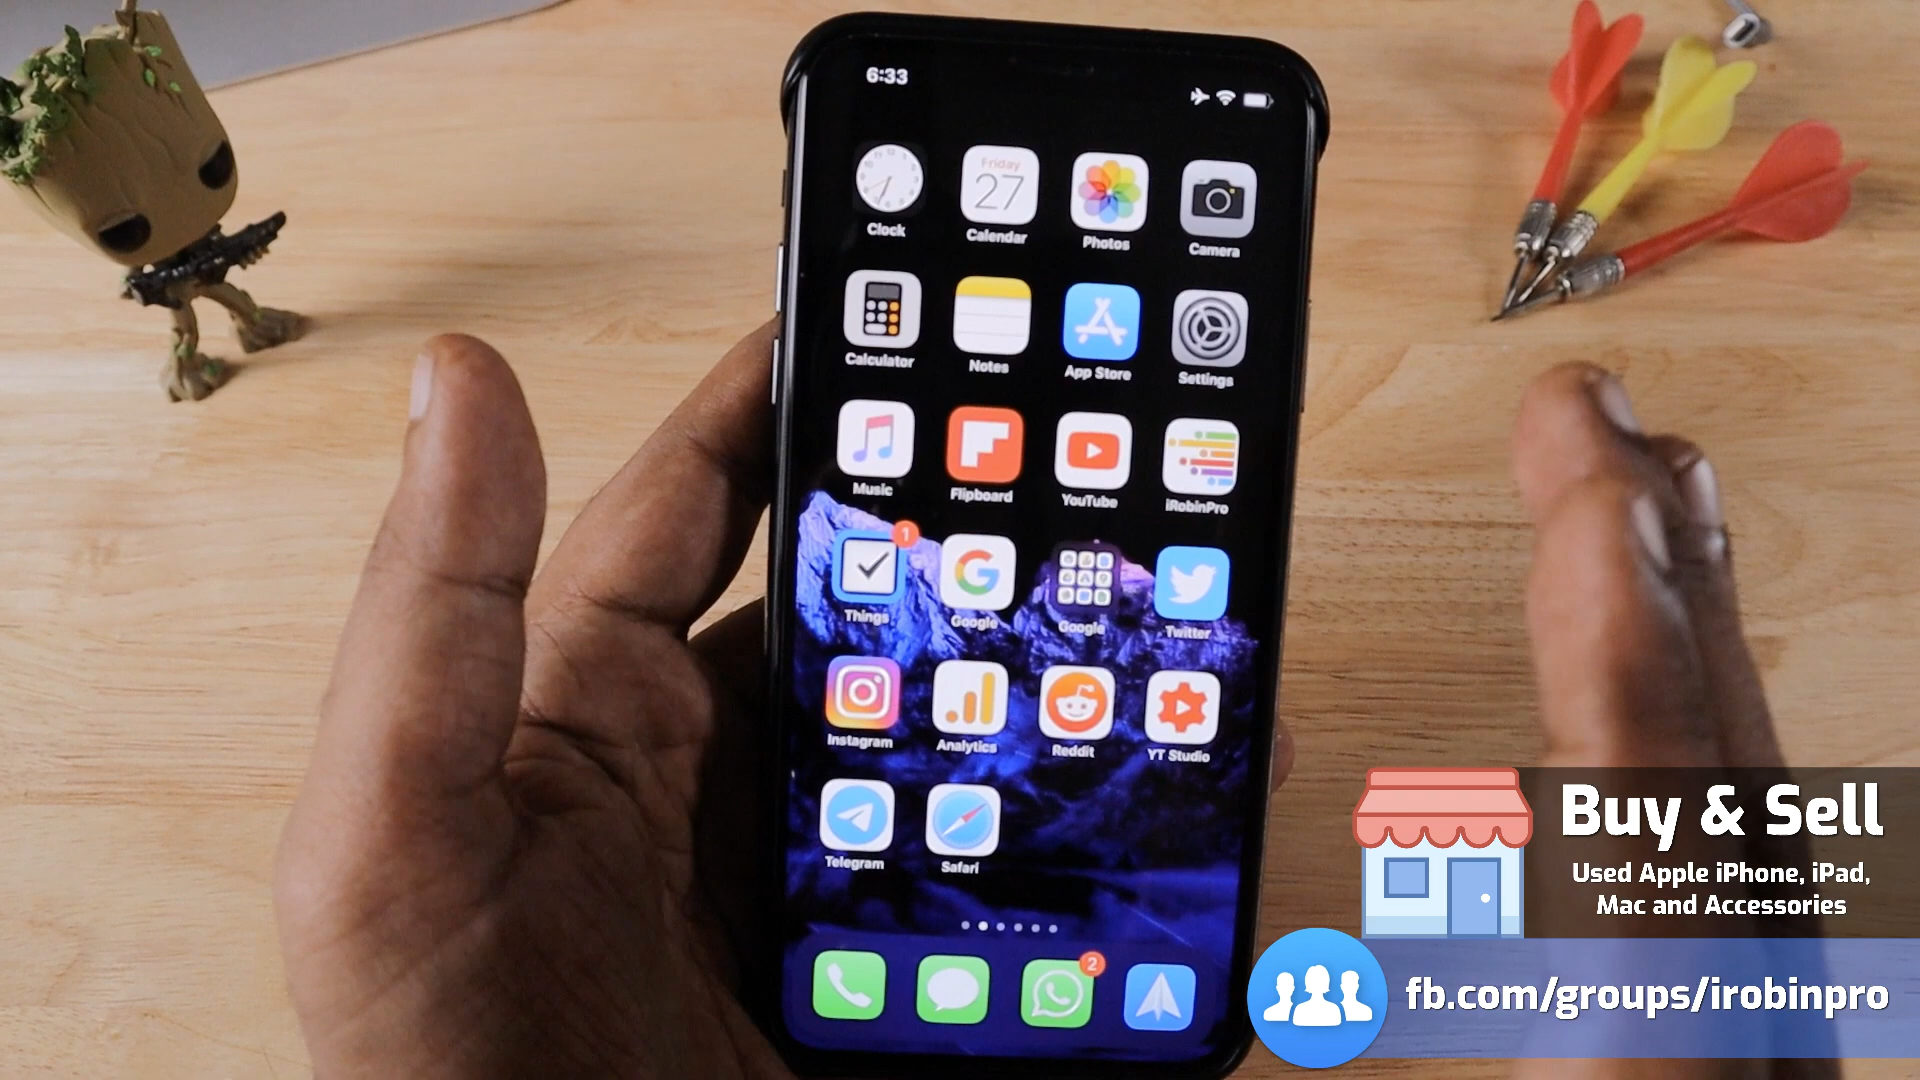 6:33
Friday
27
Clock
Calendar
Photos
Camera
Calculator
Notes
App Store
Settings
Music
Flipboard
YouTube
iRobinPro
1
Things
Google
Google
Twitter
Instagram
Analytics
Reddit
YT Studio
Telegram
Safari
2
Buy & Sell
Used Apple iPhone, iPad,
Mac and Accessories
fb.com/groups/irobinpro